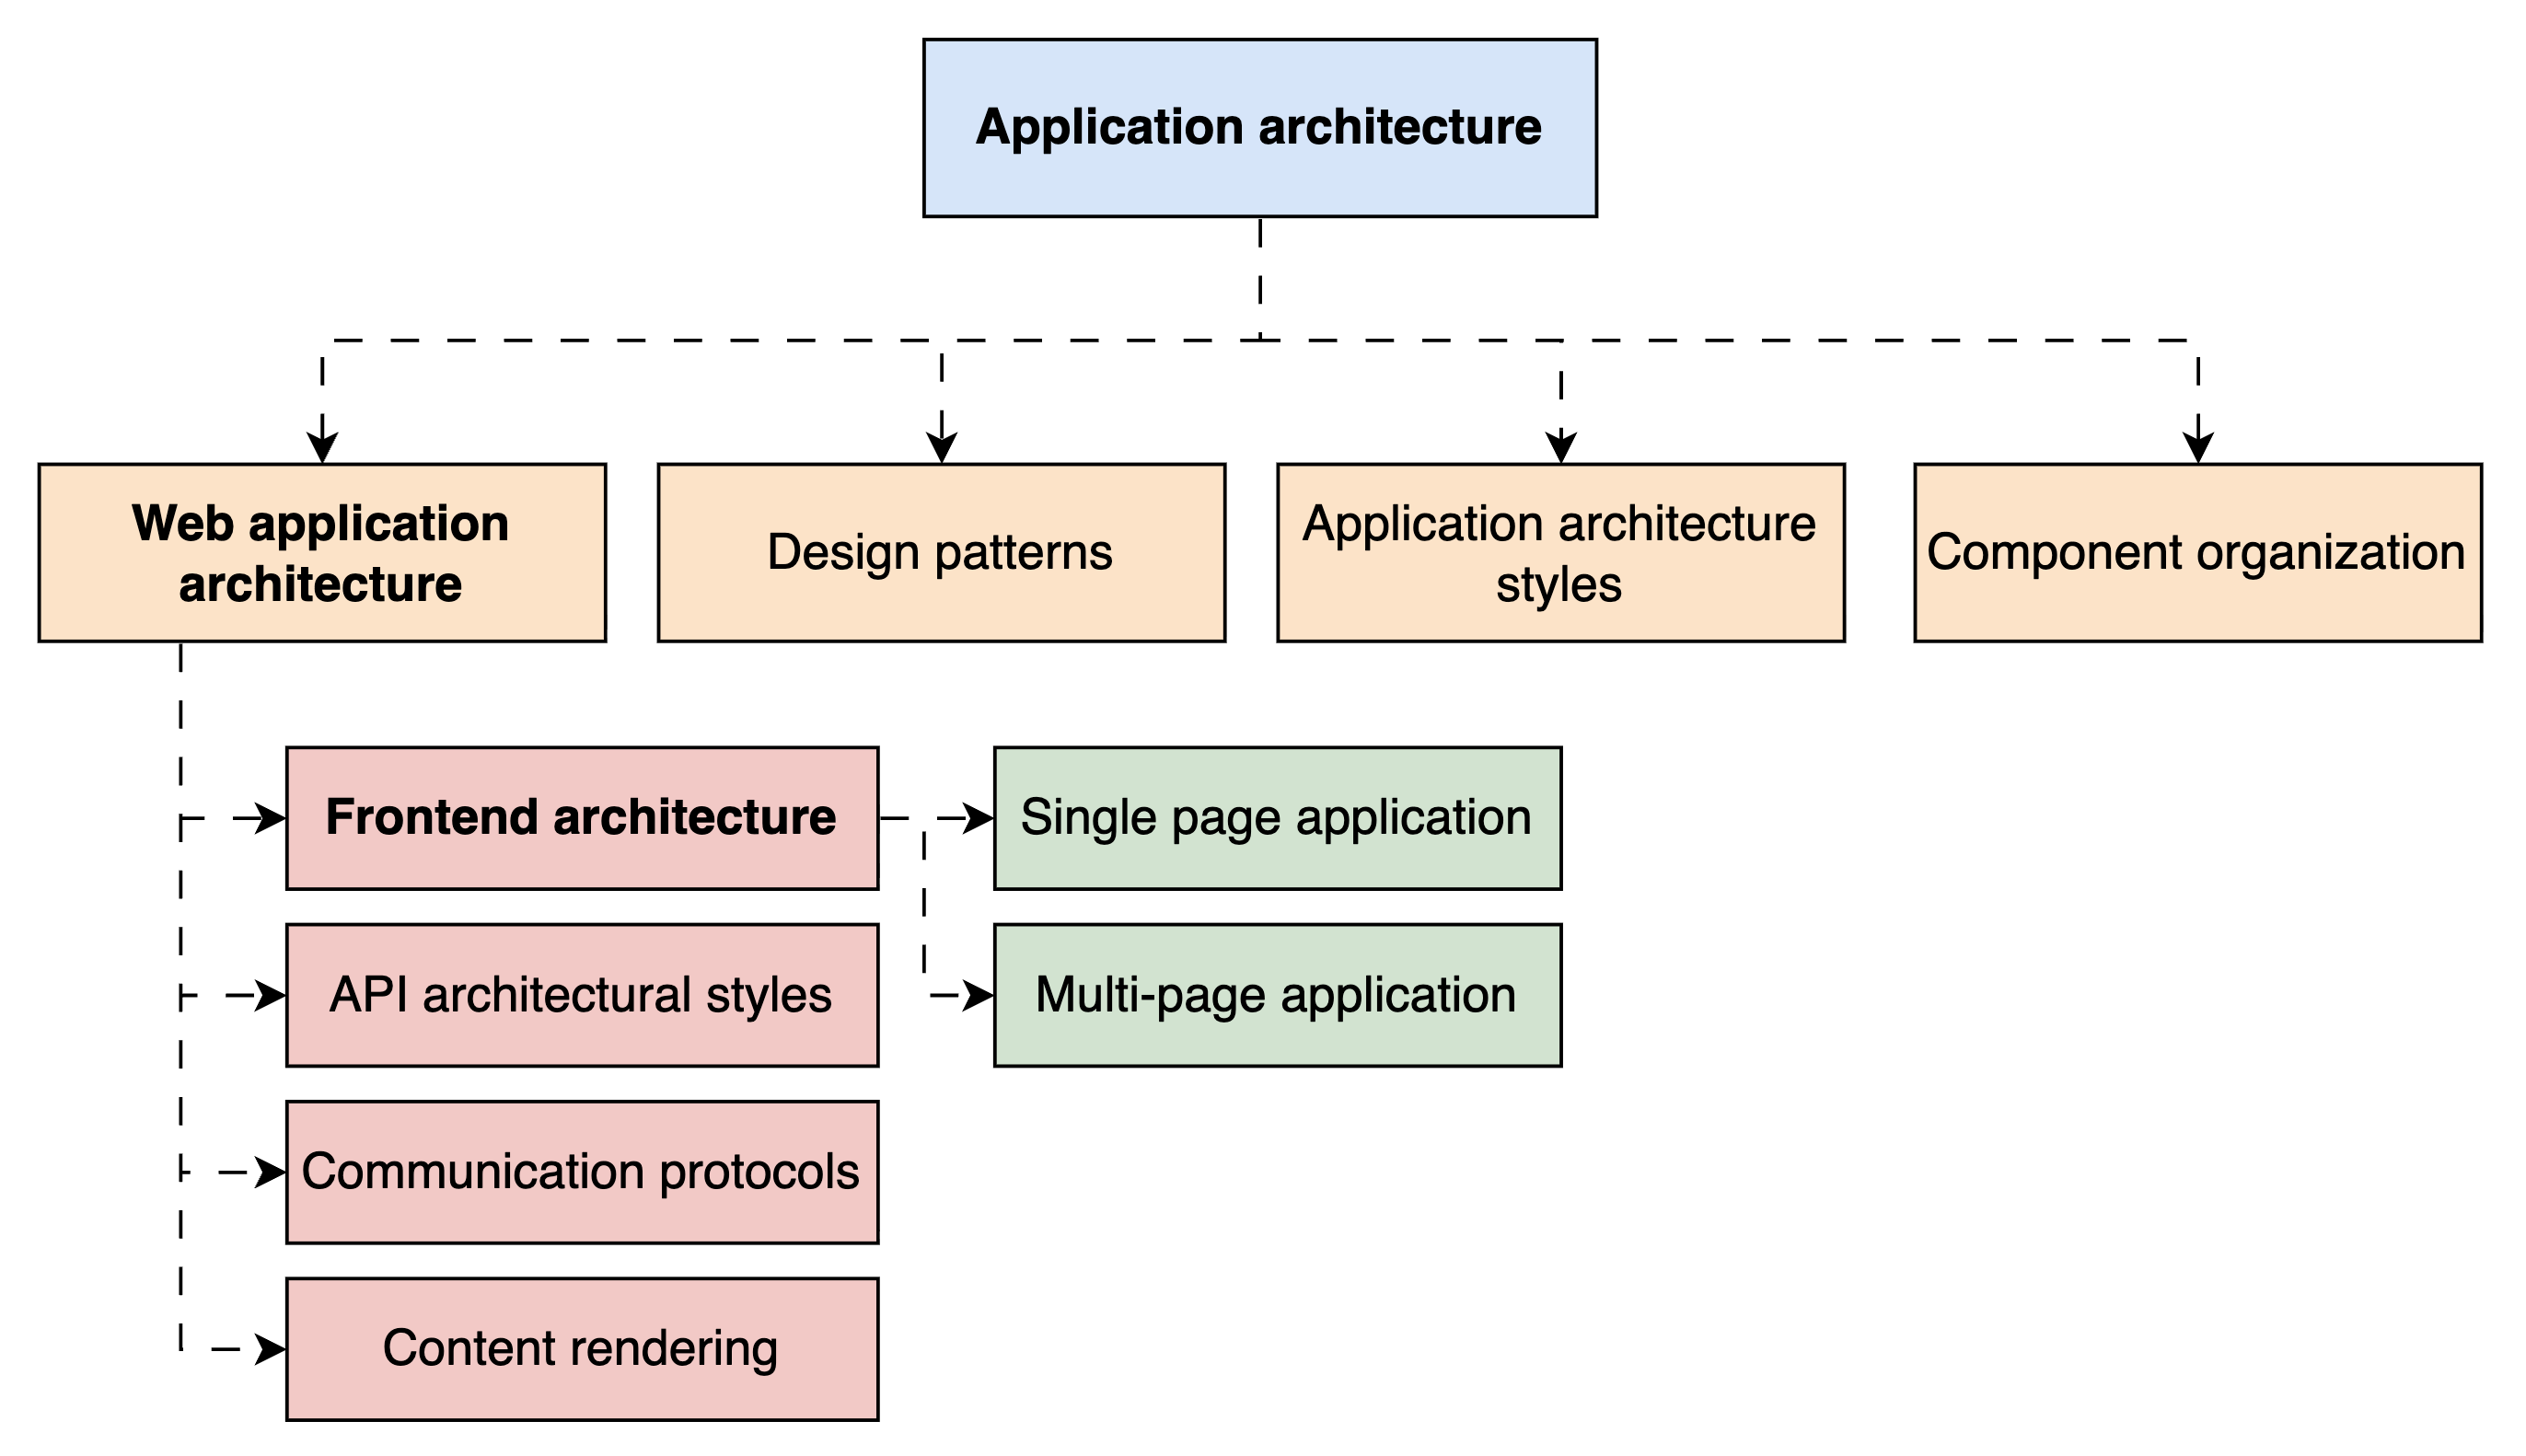 Application architecture
Web application
architecture
Design patterns
Application architecture
styles
Component organization
Frontend architecture
Single page application
API architectural styles
Multi-page application
Communication protocols
Content rendering